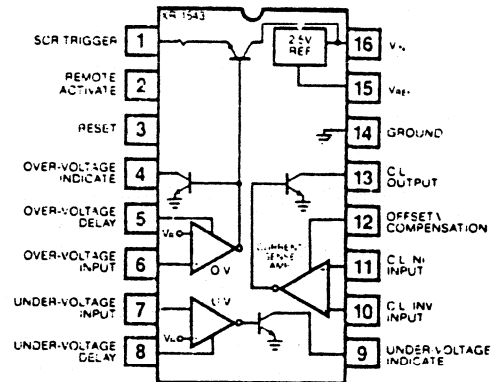 XR 1543
SCR TRIGGER 1
REMOTE
ACTIVATE 2
RESET 3
OVER-VOLTAGE
INDICATE 4
OVER-VOLTAGE
DELAY 5
OVER-VOLTAGE
INPUT 6
UNDER-VOLTAGE
INPUT 7
UNDER-VOLTAGE
DELAY 8
2.5V
REF
VR
O.V.
CURRENT
SENSE
AMP
U.V.
VR
16 VIN
15 VREF
14 GROUND
13 C.L.
OUTPUT
12 OFFSET\
COMPENSATION
11 C.L. NI
INPUT
10 C.L. INV
INPUT
9 UNDER-VOLTAGE
INDICATE